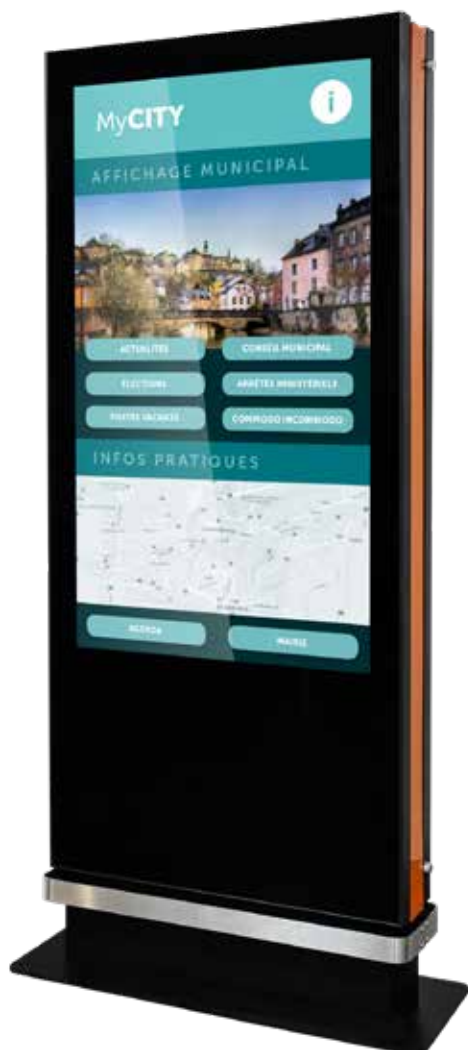 MyCITY
i
AFFICHAGE MUNICIPAL
ACTUALITÉS
CONSEIL MUNICIPAL
ÉLECTIONS
ARRÊTÉS MINISTÉRIELS
POSTES VACANTS
COMMODO INCOMMODO
INFOS PRATIQUES
AGENDA
MAIRIE